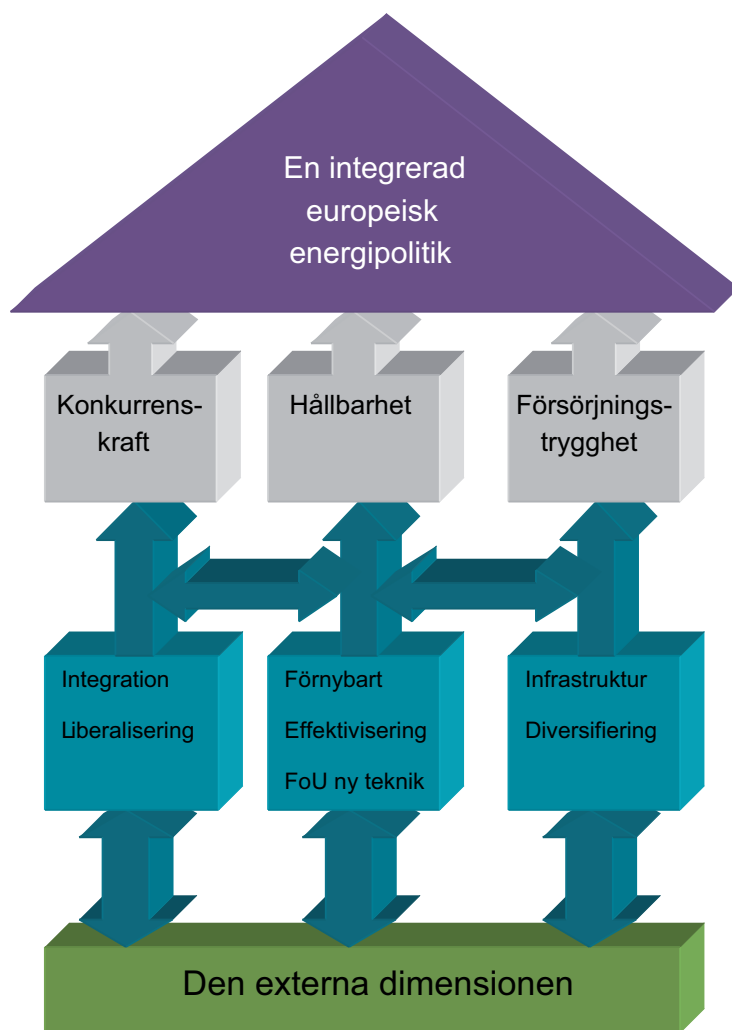 En integrerad
europeisk
energipolitik
Konkurrens-
kraft
Hållbarhet
Försörjnings-
trygghet
Integration
Liberalisering
Förnybart
Effektivisering
FoU ny teknik
Infrastruktur
Diversifiering
Den externa dimensionen